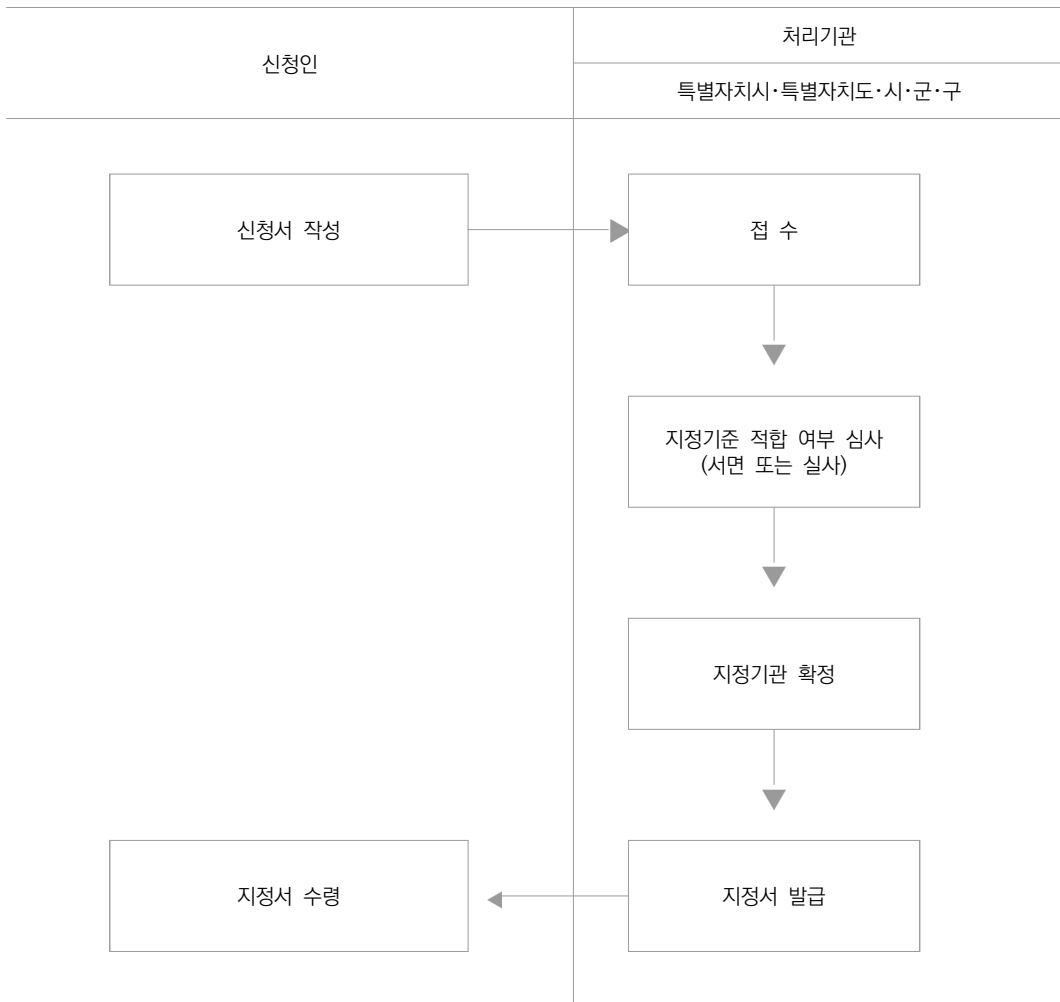 신청인
처리기관
특별자치시·특별자치도·시·군·구
신청서 작성
접 수
지정기준 적합 여부 심사
(서면 또는 실사)
지정기관 확정
지정서 수령
지정서 발급